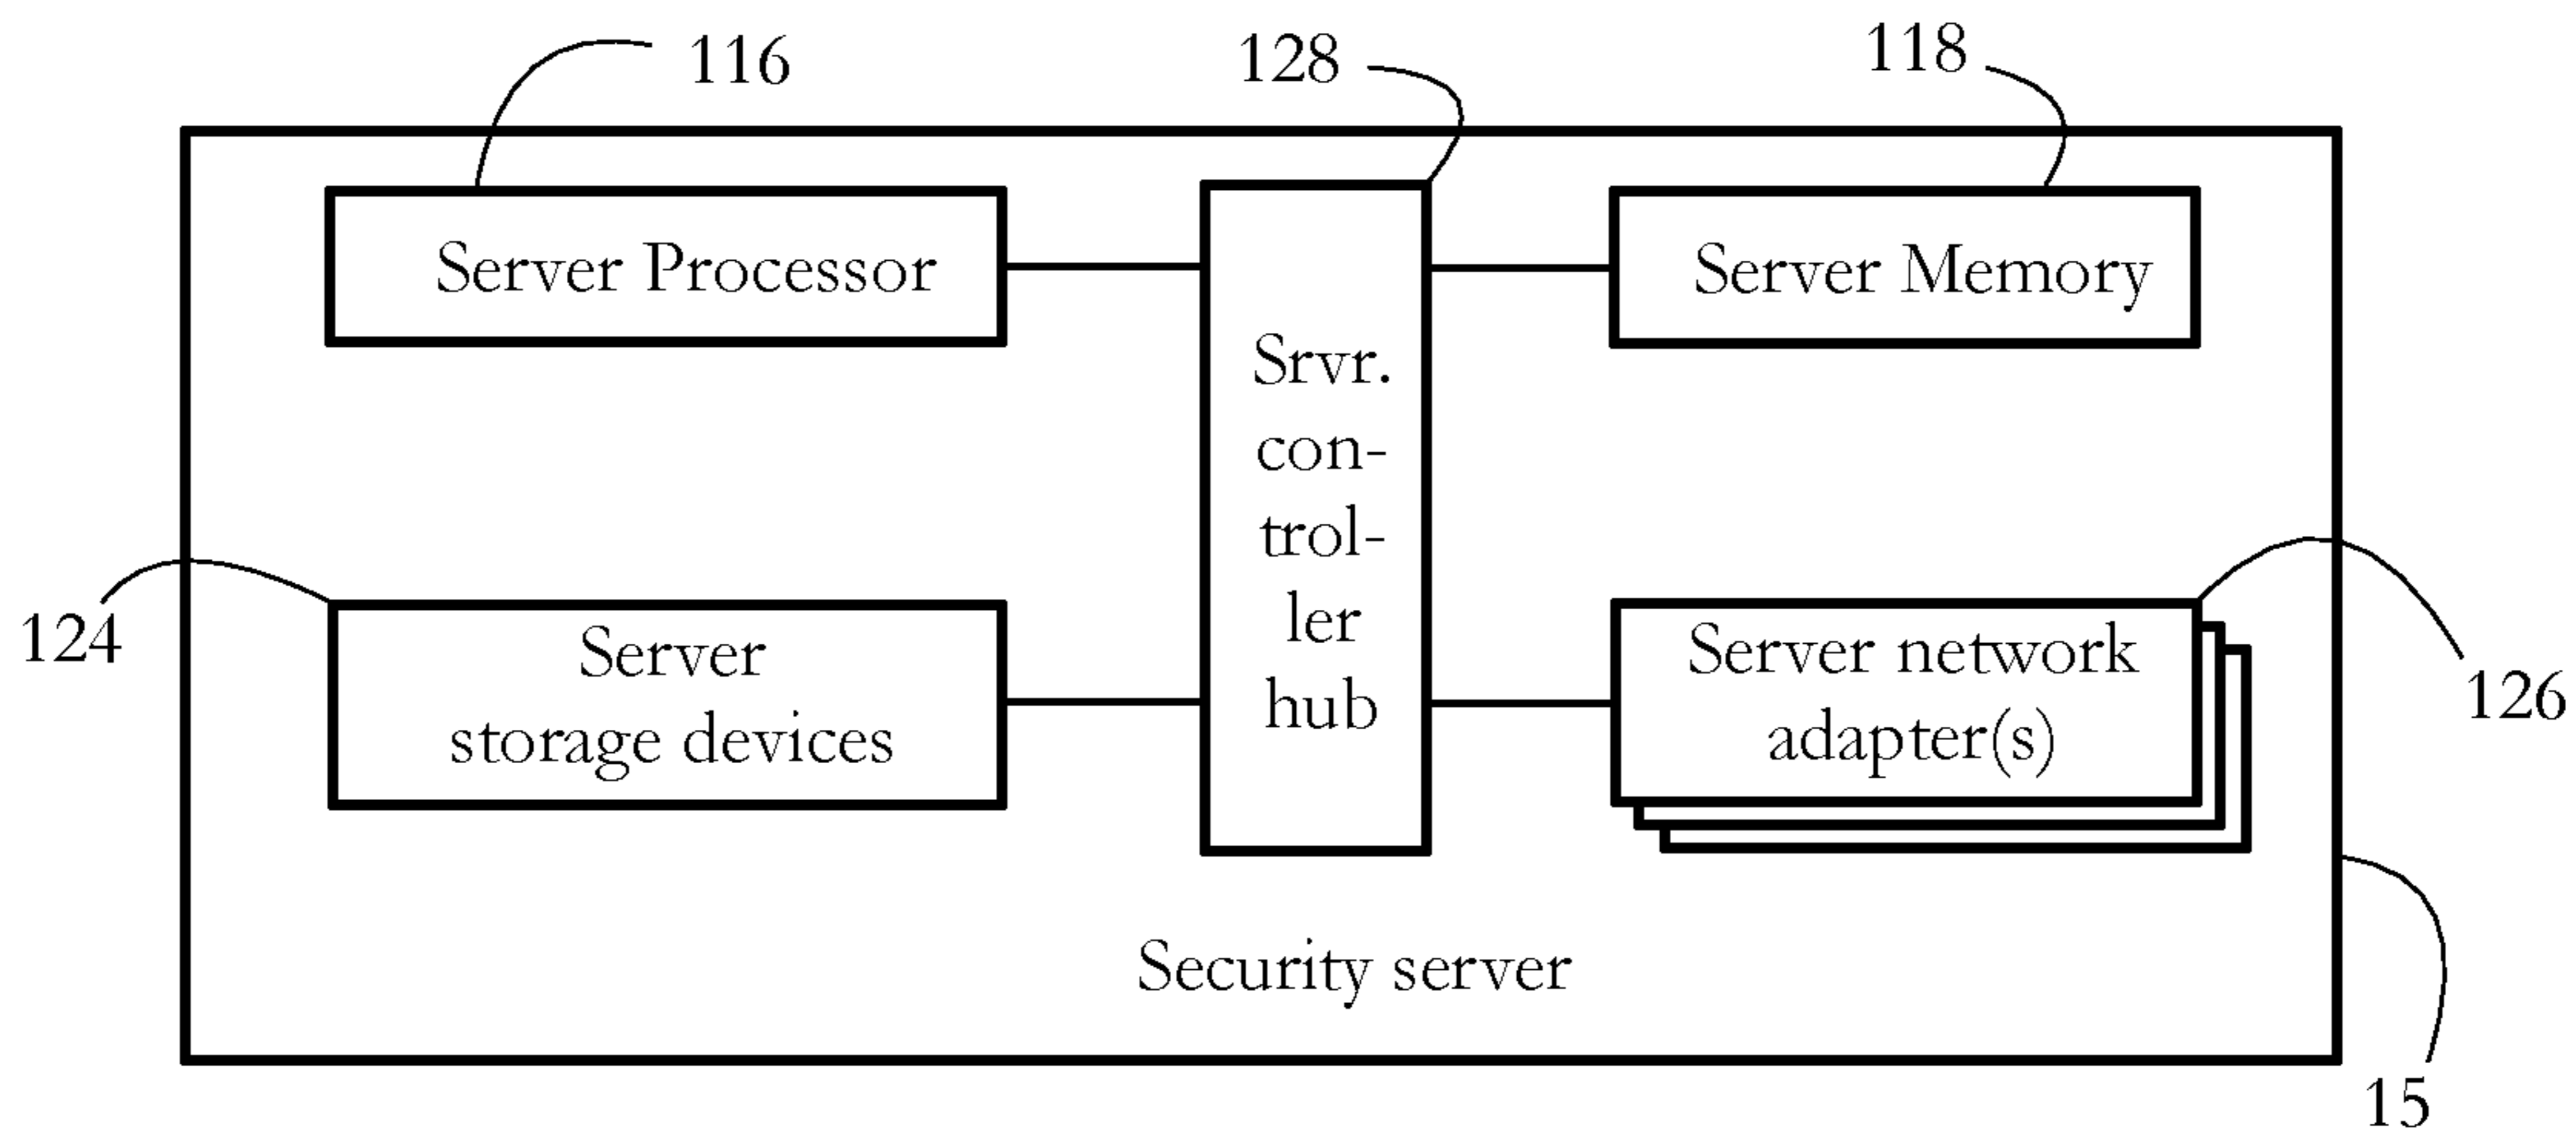 116
128
118
Server Processor
Server Memory
Srvr.
con-
trol-
ler
hub
124
Server
storage devices
Server network
adapter(s)
126
Security server
15